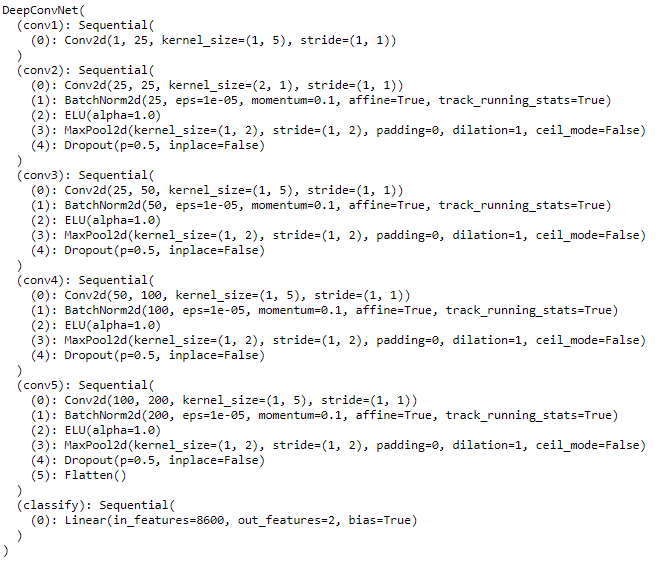 DeepConvNet(
  (conv1): Sequential(
    (0): Conv2d(1, 25, kernel_size=(1, 5), stride=(1, 1))
  )
  (conv2): Sequential(
    (0): Conv2d(25, 25, kernel_size=(2, 1), stride=(1, 1))
    (1): BatchNorm2d(25, eps=1e-05, momentum=0.1, affine=True, track_running_stats=True)
    (2): ELU(alpha=1.0)
    (3): MaxPool2d(kernel_size=(1, 2), stride=(1, 2), padding=0, dilation=1, ceil_mode=False)
    (4): Dropout(p=0.5, inplace=False)
  )
  (conv3): Sequential(
    (0): Conv2d(25, 50, kernel_size=(1, 5), stride=(1, 1))
    (1): BatchNorm2d(50, eps=1e-05, momentum=0.1, affine=True, track_running_stats=True)
    (2): ELU(alpha=1.0)
    (3): MaxPool2d(kernel_size=(1, 2), stride=(1, 2), padding=0, dilation=1, ceil_mode=False)
    (4): Dropout(p=0.5, inplace=False)
  )
  (conv4): Sequential(
    (0): Conv2d(50, 100, kernel_size=(1, 5), stride=(1, 1))
    (1): BatchNorm2d(100, eps=1e-05, momentum=0.1, affine=True, track_running_stats=True)
    (2): ELU(alpha=1.0)
    (3): MaxPool2d(kernel_size=(1, 2), stride=(1, 2), padding=0, dilation=1, ceil_mode=False)
    (4): Dropout(p=0.5, inplace=False)
  )
  (conv5): Sequential(
    (0): Conv2d(100, 200, kernel_size=(1, 5), stride=(1, 1))
    (1): BatchNorm2d(200, eps=1e-05, momentum=0.1, affine=True, track_running_stats=True)
    (2): ELU(alpha=1.0)
    (3): MaxPool2d(kernel_size=(1, 2), stride=(1, 2), padding=0, dilation=1, ceil_mode=False)
    (4): Dropout(p=0.5, inplace=False)
    (5): Flatten()
  )
  (classify): Sequential(
    (0): Linear(in_features=8600, out_features=2, bias=True)
  )
)